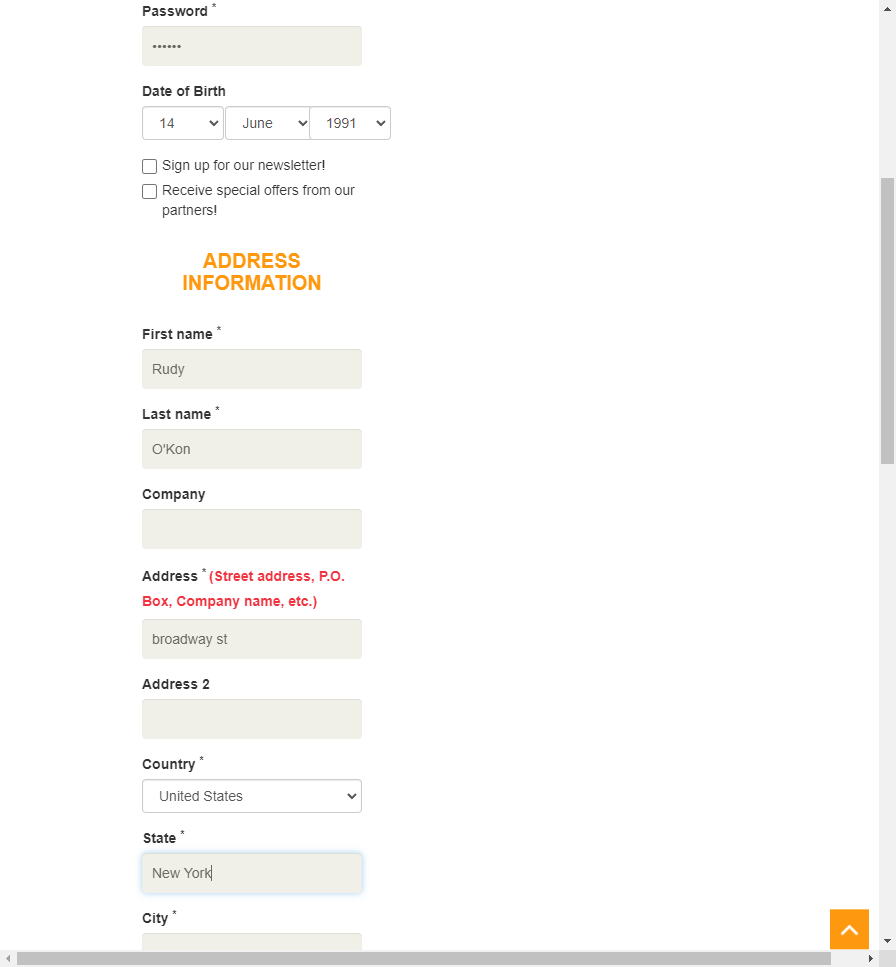 Password *
••••••
Date of Birth
14 June 1991
Sign up for our newsletter!
Receive special offers from our
partners!
ADDRESS
INFORMATION
First name *
Rudy
Last name *
O'Kon
Company
Address * (Street address, P.O.
Box, Company name, etc.)
broadway st
Address 2
Country *
United States
State *
New York
City *